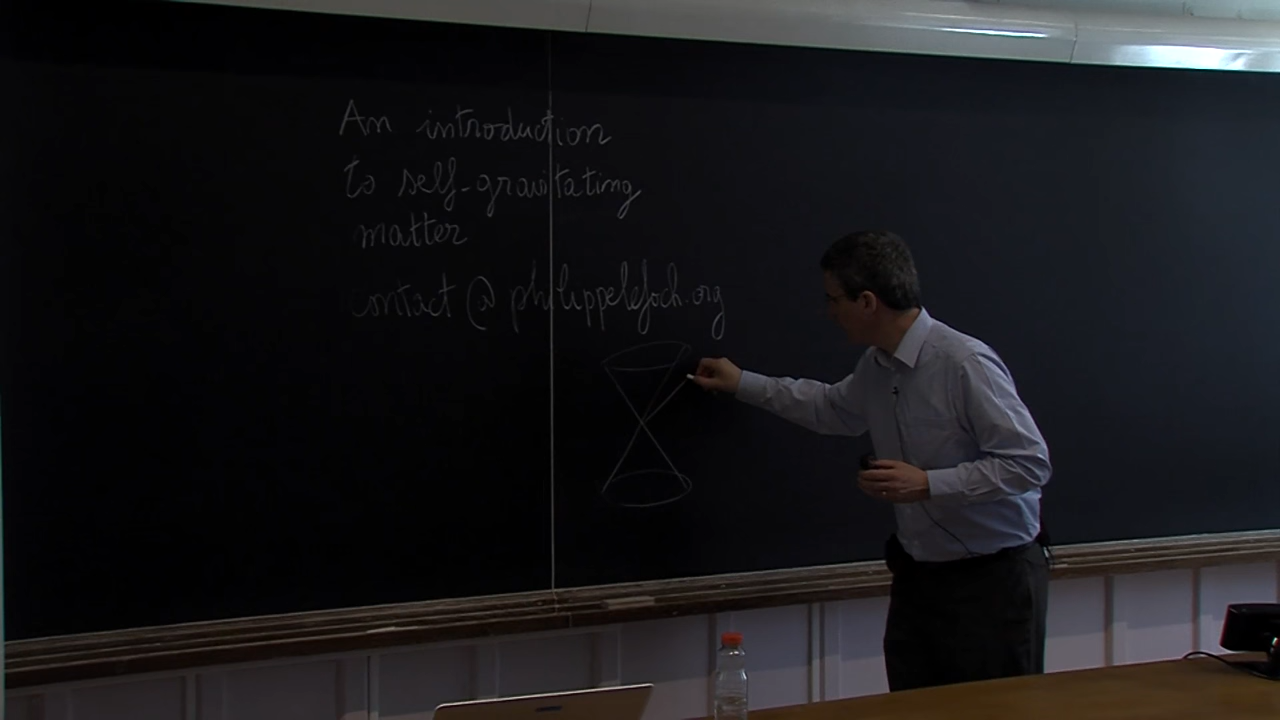 An introduction
to self-gravitating
matter
contact@philippelefloch.org